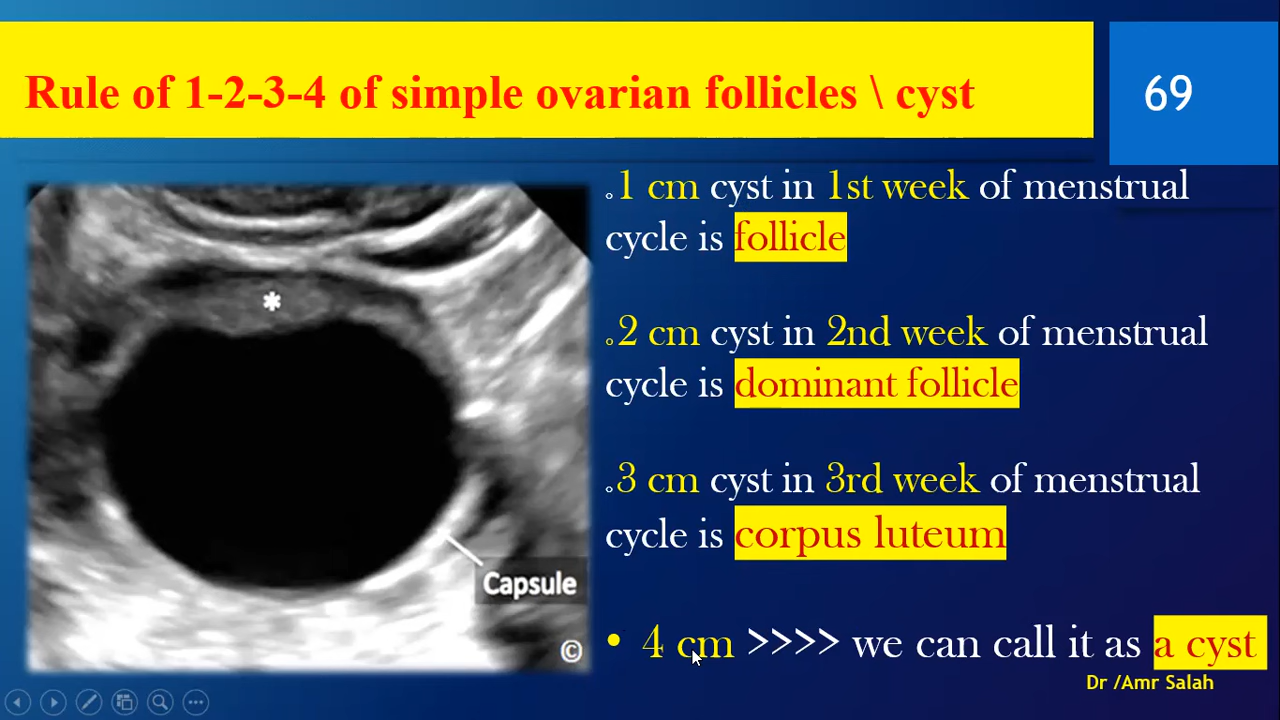 Rule of 1-2-3-4 of simple ovarian follicles \ cyst
69
◦1 cm cyst in 1st week of menstrual
cycle is follicle
◦2 cm cyst in 2nd week of menstrual
cycle is dominant follicle
◦3 cm cyst in 3rd week of menstrual
cycle is corpus luteum
• 4 cm >>>> we can call it as a cyst
*
Capsule
©
Dr /Amr Salah